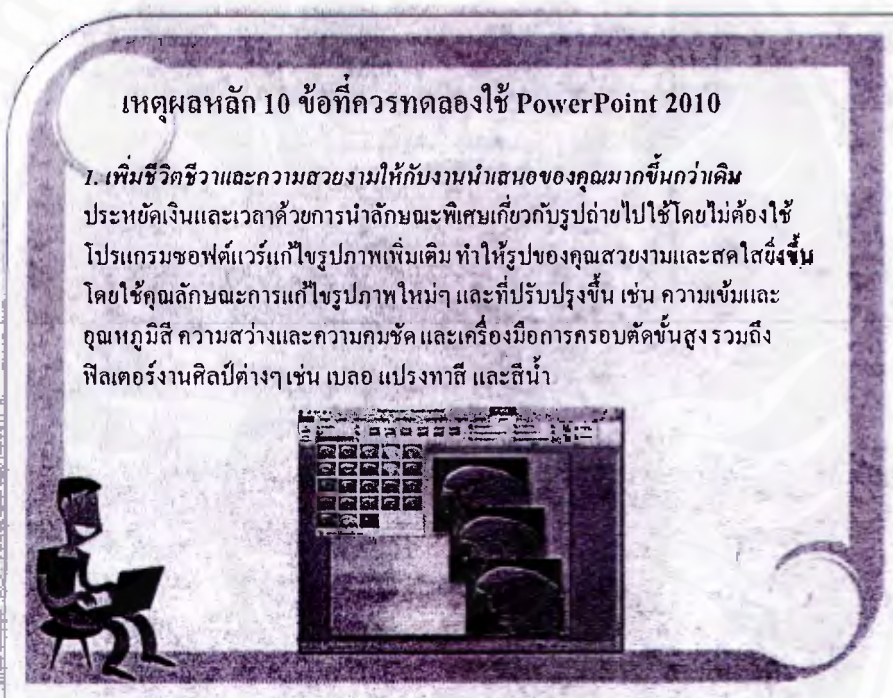 เหตุผลหลัก 10 ข้อที่ควรทดลองใช้ PowerPoint 2010
1. เพิ่มชีวิตชีวาและความสวยงามให้กับงานนำเสนอของคุณมากขึ้นกว่าเดิม
ประหยัดเงินและเวลาด้วยการนำลักษณะพิเศษเกี่ยวกับรูปถ่ายไปใช้โดยไม่ต้องใช้
โปรแกรมซอฟต์แวร์แก้ไขรูปภาพเพิ่มเติม ทำให้รูปของคุณสวยงามและสดใสยิ่งขึ้น
โดยใช้คุณลักษณะการแก้ไขรูปภาพใหม่ๆ และที่ปรับปรุงขึ้น เช่น ความเข้มและ
อุณหภูมิสี ความสว่างและความคมชัด และเครื่องมือการครอบตัดขั้นสูง รวมถึง
ฟิลเตอร์งานศิลป์ต่างๆ เช่น เบลอ แปรงทาสี และสีน้ำ